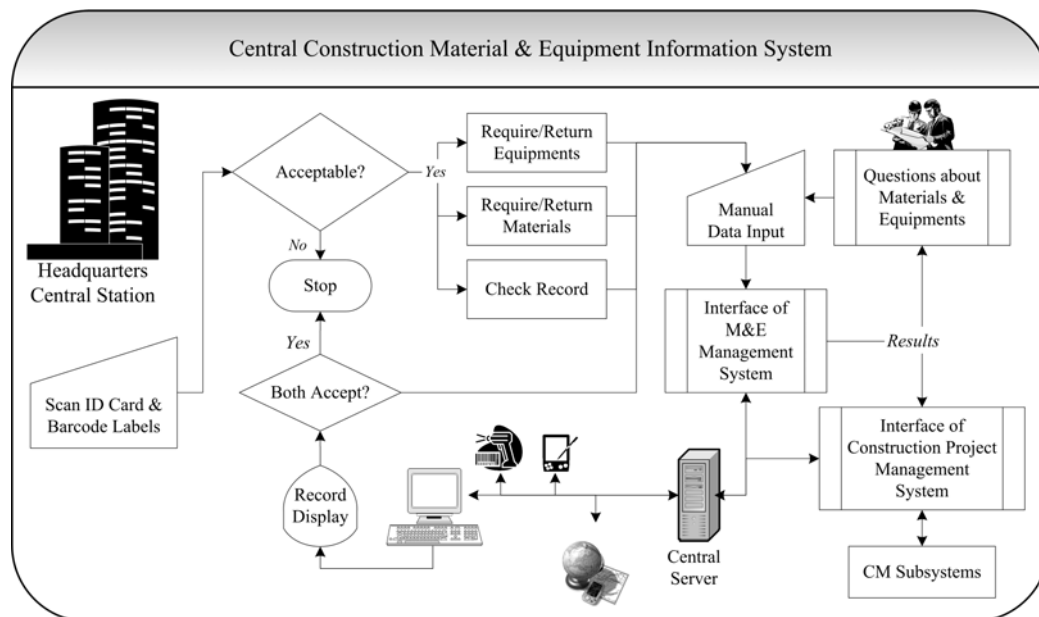 Central Construction Material & Equipment Information System
Headquarters
Central Station
Acceptable?
Yes
No
Require/Return
Equipments
Require/Return
Materials
Check Record
Manual
Data Input
Questions about
Materials &
Equipments
Stop
Yes
Both Accept?
Scan ID Card &
Barcode Labels
Interface of
M&E
Management
System
Results
Interface of
Construction Project
Management
System
Record
Display
Central
Server
CM Subsystems